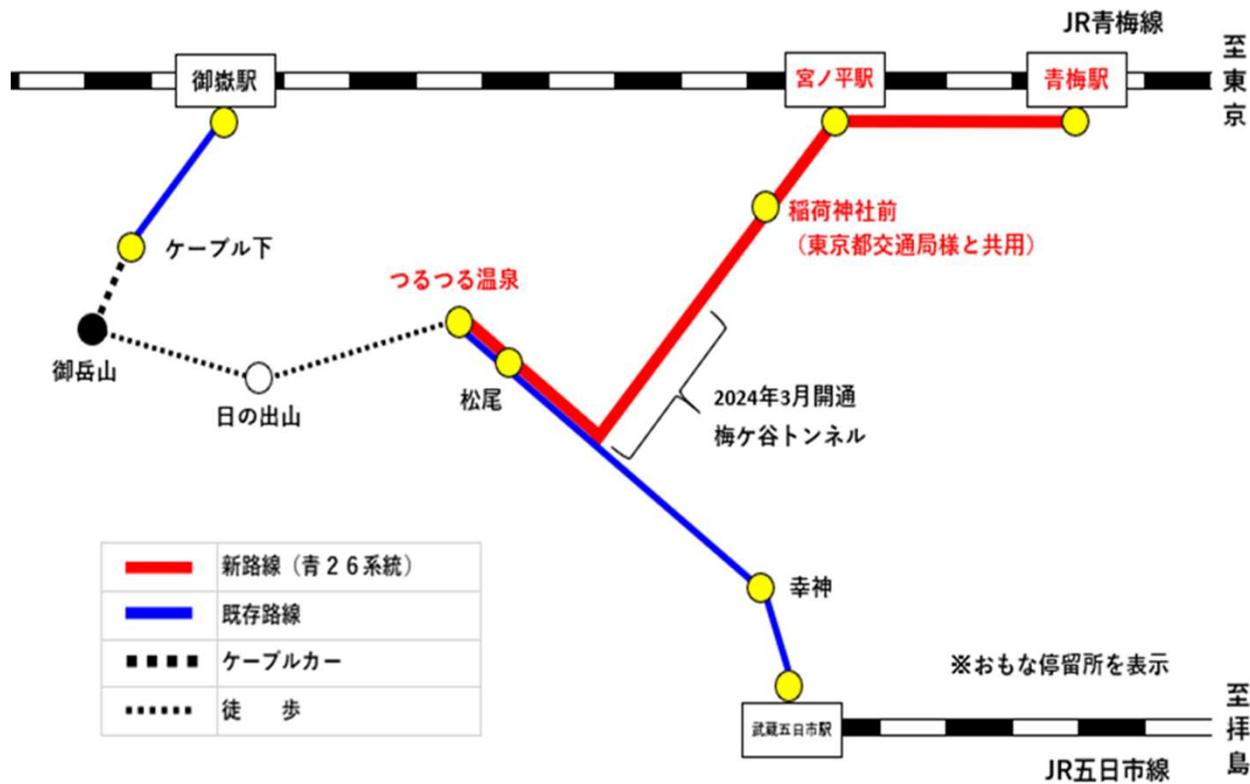 JR青梅線
至東京
御嶽駅
宮ノ平駅
青梅駅
稲荷神社前
（東京都交通局様と共用）
ケーブル下
つるつる温泉
御岳山
日の出山
松尾
2024年3月開通
梅ケ谷トンネル
幸神
新路線（青２６系統）
既存路線
ケーブルカー
徒　歩
※おもな停留所を表示
武蔵五日市駅
至拝島
JR五日市線